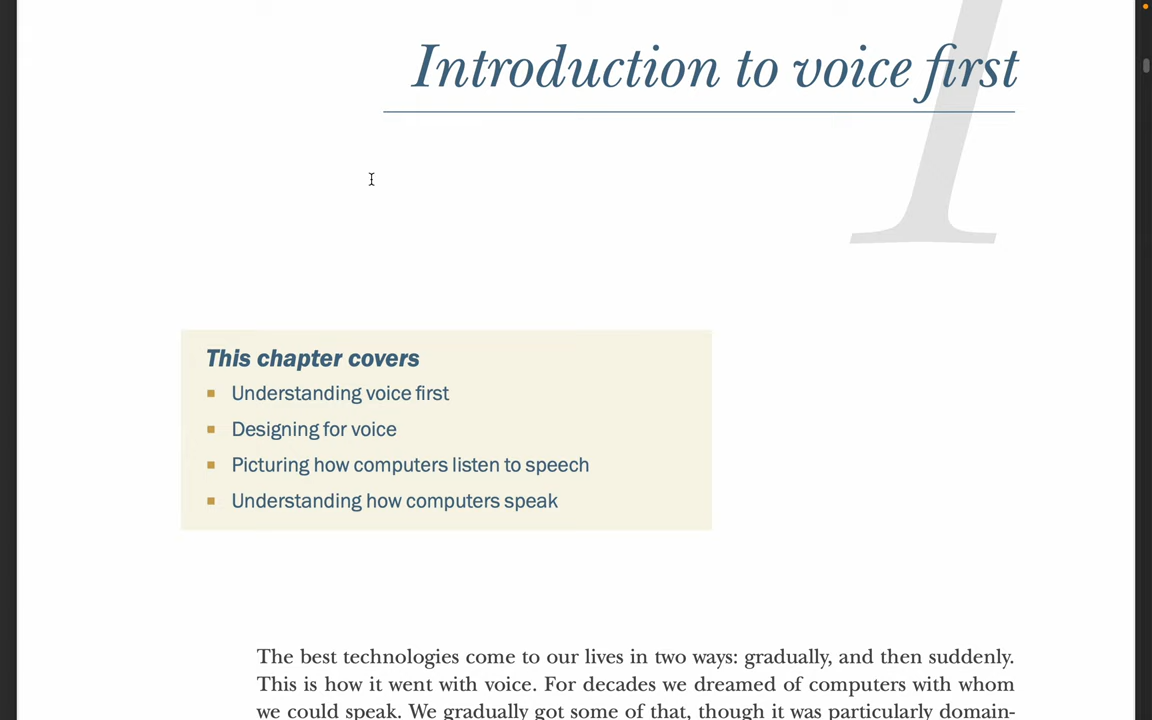 1
Introduction to voice first
This chapter covers
▪ Understanding voice first
▪ Designing for voice
▪ Picturing how computers listen to speech
▪ Understanding how computers speak
The best technologies come to our lives in two ways: gradually, and then suddenly.
This is how it went with voice. For decades we dreamed of computers with whom
we could speak. We gradually got some of that, though it was particularly domain-